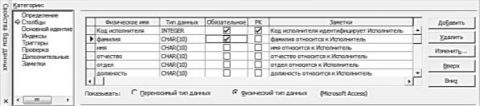 Категории:
Определение
Столбцы
Основной иденти
Индексы
Триггеры
Проверка
Дополнительные
Заметки
Свойства базы данных
Физическое имя Тип данных Обязательное PK Заметки
Код исполнителя INTEGER Код исполнителя идентифицирует Исполнитель
фамилия CHAR(10) фамилия относится к Исполнитель
имя CHAR(10) имя относится к Исполнитель
отчество CHAR(10) отчество относится к Исполнитель
отдел CHAR(10) отдел относится к Исполнитель
должность CHAR(10) должность относится к Исполнитель
Добавить
Удалить
Изменить...
Вверх
Вниз
Показывать: Переносимый тип данных Физический тип данных (Microsoft Access)